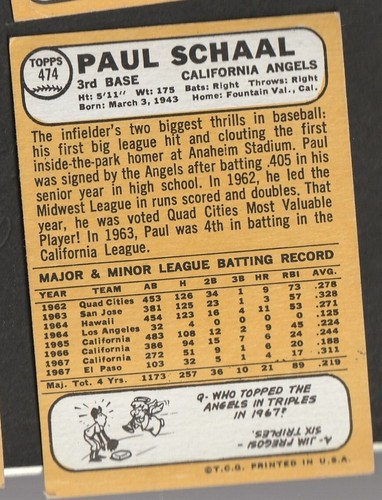 TOPPS
474
PAUL SCHAAL
3rd BASE CALIFORNIA ANGELS
Ht: 5'11" Wt: 175 Bats: Right Throws: Right
Born: March 3, 1943 Home: Fountain Val., Cal.
The infielder's two biggest thrills in baseball:
his first big league hit and clouting the first
inside-the-park homer at Anaheim Stadium. Paul
was signed by the Angels after batting .405 in his
senior year in high school. In 1962, he led the
Midwest League in runs scored and doubles. That
year, he was voted Quad Cities Most Valuable
Player! In 1963, Paul was 4th in batting in the
California League.
MAJOR & MINOR LEAGUE BATTING RECORD
YEAR TEAM AB H 2B 3B HR RBI AVG.
1962 Quad Cities 453 126 34 1 9 73 .278
1963 San Jose 381 125 23 1 3 57 .328
1964 Hawaii 454 123 16 4 11 53 .271
1964 Los Angeles 32 4 0 0 0 0 .125
1965 California 483 108 12 2 9 45 .224
1966 California 386 94 15 7 6 24 .244
1967 California 272 51 9 1 6 20 .188
1967 El Paso 103 32 5 1 4 17 .311
Maj. Tot. 4 Yrs. 1173 257 36 10 21 89 .219
Q- WHO TOPPED THE
ANGELS IN TRIPLES
IN 1967?
A- JIM FREGOSI-
SIX TRIPLES.
©T.C.G. PRINTED IN U.S.A.